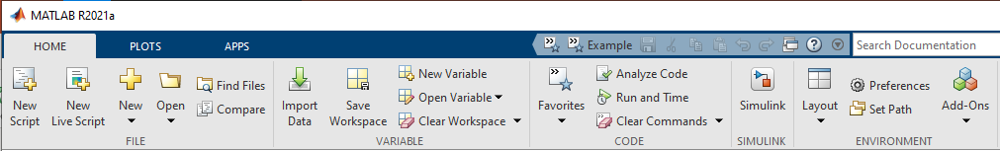 MATLAB R2021a
HOME PLOTS APPS Example Search Documentation
New Script
New Live Script
New
Open
Find Files
Compare
FILE
Import Data
Save Workspace
New Variable
Open Variable
Clear Workspace
VARIABLE
Favorites
Analyze Code
Run and Time
Clear Commands
CODE
Simulink
SIMULINK
Layout
Preferences
Set Path
Add-Ons
ENVIRONMENT